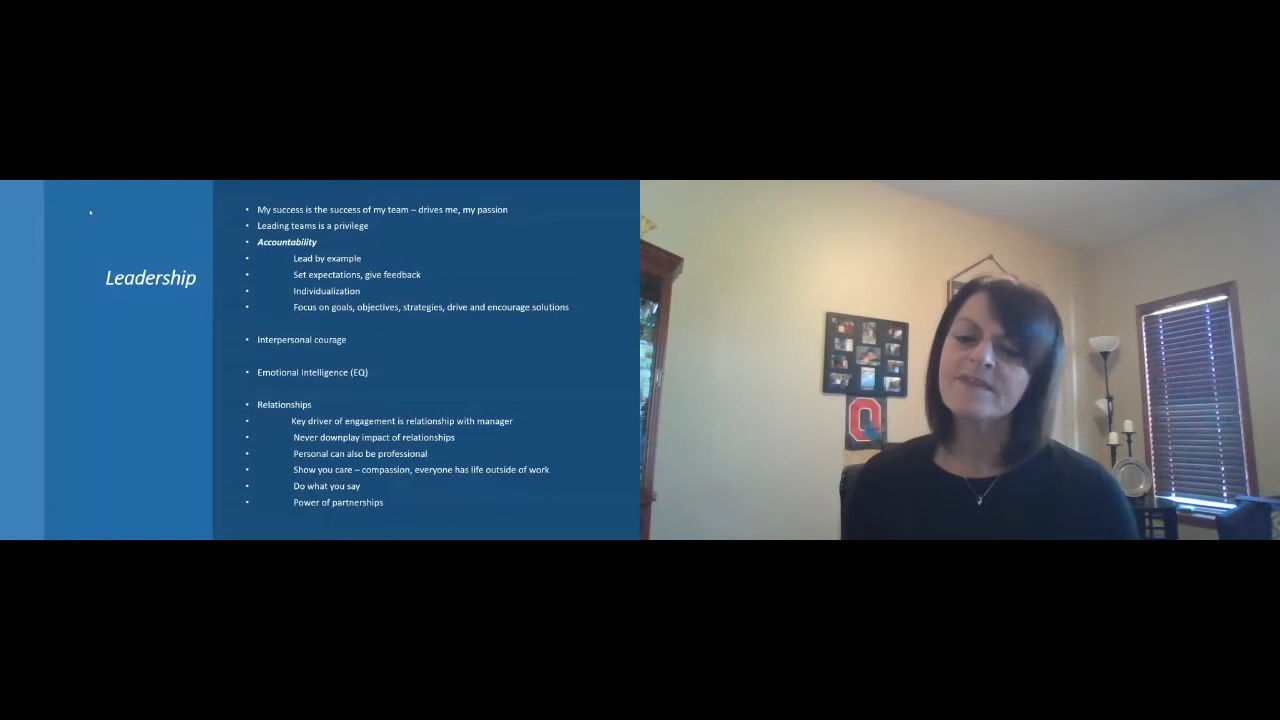 Leadership
• My success is the success of my team – drives me, my passion
• Leading teams is a privilege
• Accountability
• Lead by example
• Set expectations, give feedback
• Individualization
• Focus on goals, objectives, strategies, drive and encourage solutions
• Interpersonal courage
• Emotional Intelligence (EQ)
• Relationships
• Key driver of engagement is relationship with manager
• Never downplay impact of relationships
• Personal can also be professional
• Show you care – compassion, everyone has life outside of work
• Do what you say
• Power of partnerships
O